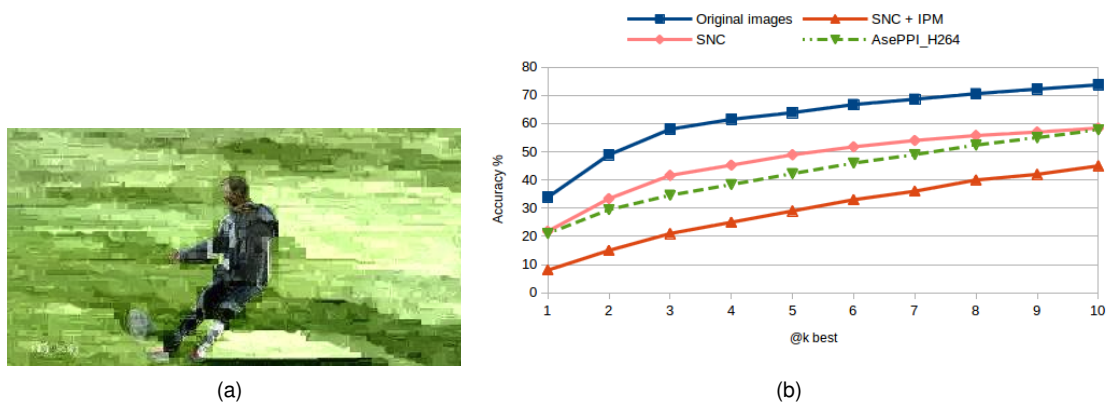 Original images
SNC + IPM
SNC
AsePPI_H264
80
70
60
50
40
30
20
10
0
Accuracy %
1 2 3 4 5 6 7 8 9 10
@k best
(a)
(b)